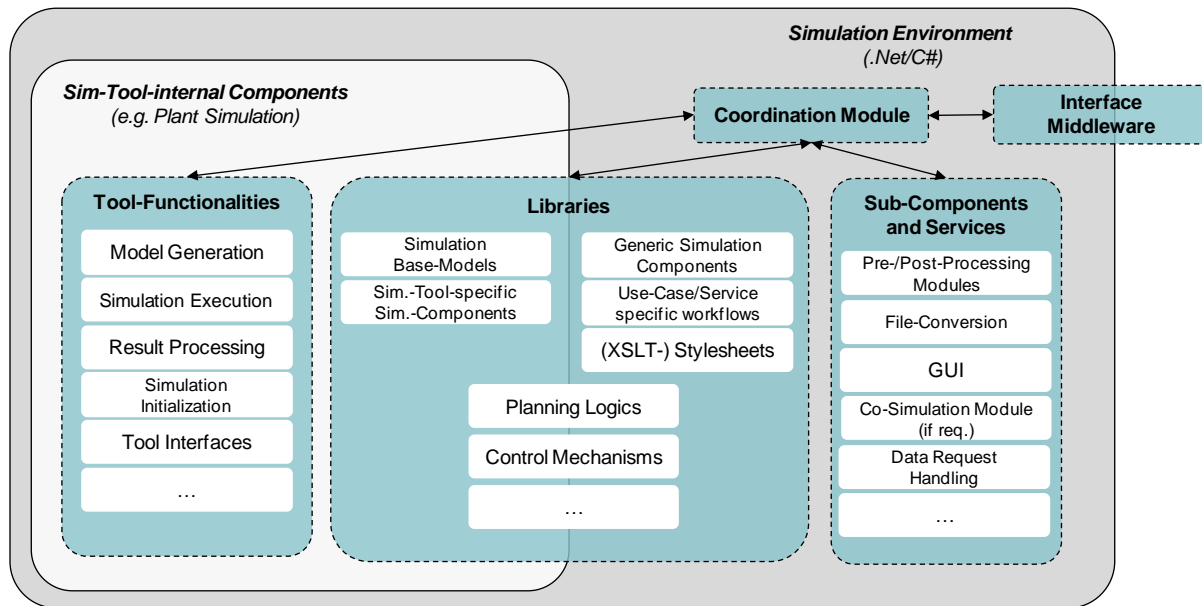 Simulation Environment
(.Net/C#)
Sim-Tool-internal Components
(e.g. Plant Simulation)
Coordination Module
Interface
Middleware
Tool-Functionalities
Model Generation
Simulation Execution
Result Processing
Simulation
Initialization
Tool Interfaces
…
Libraries
Simulation
Base-Models
Sim.-Tool-specific
Sim.-Components
Generic Simulation
Components
Use-Case/Service
specific workflows
(XSLT-) Stylesheets
Planning Logics
Control Mechanisms
…
Sub-Components
and Services
Pre-/Post-Processing
Modules
File-Conversion
GUI
Co-Simulation Module
(if req.)
Data Request
Handling
…